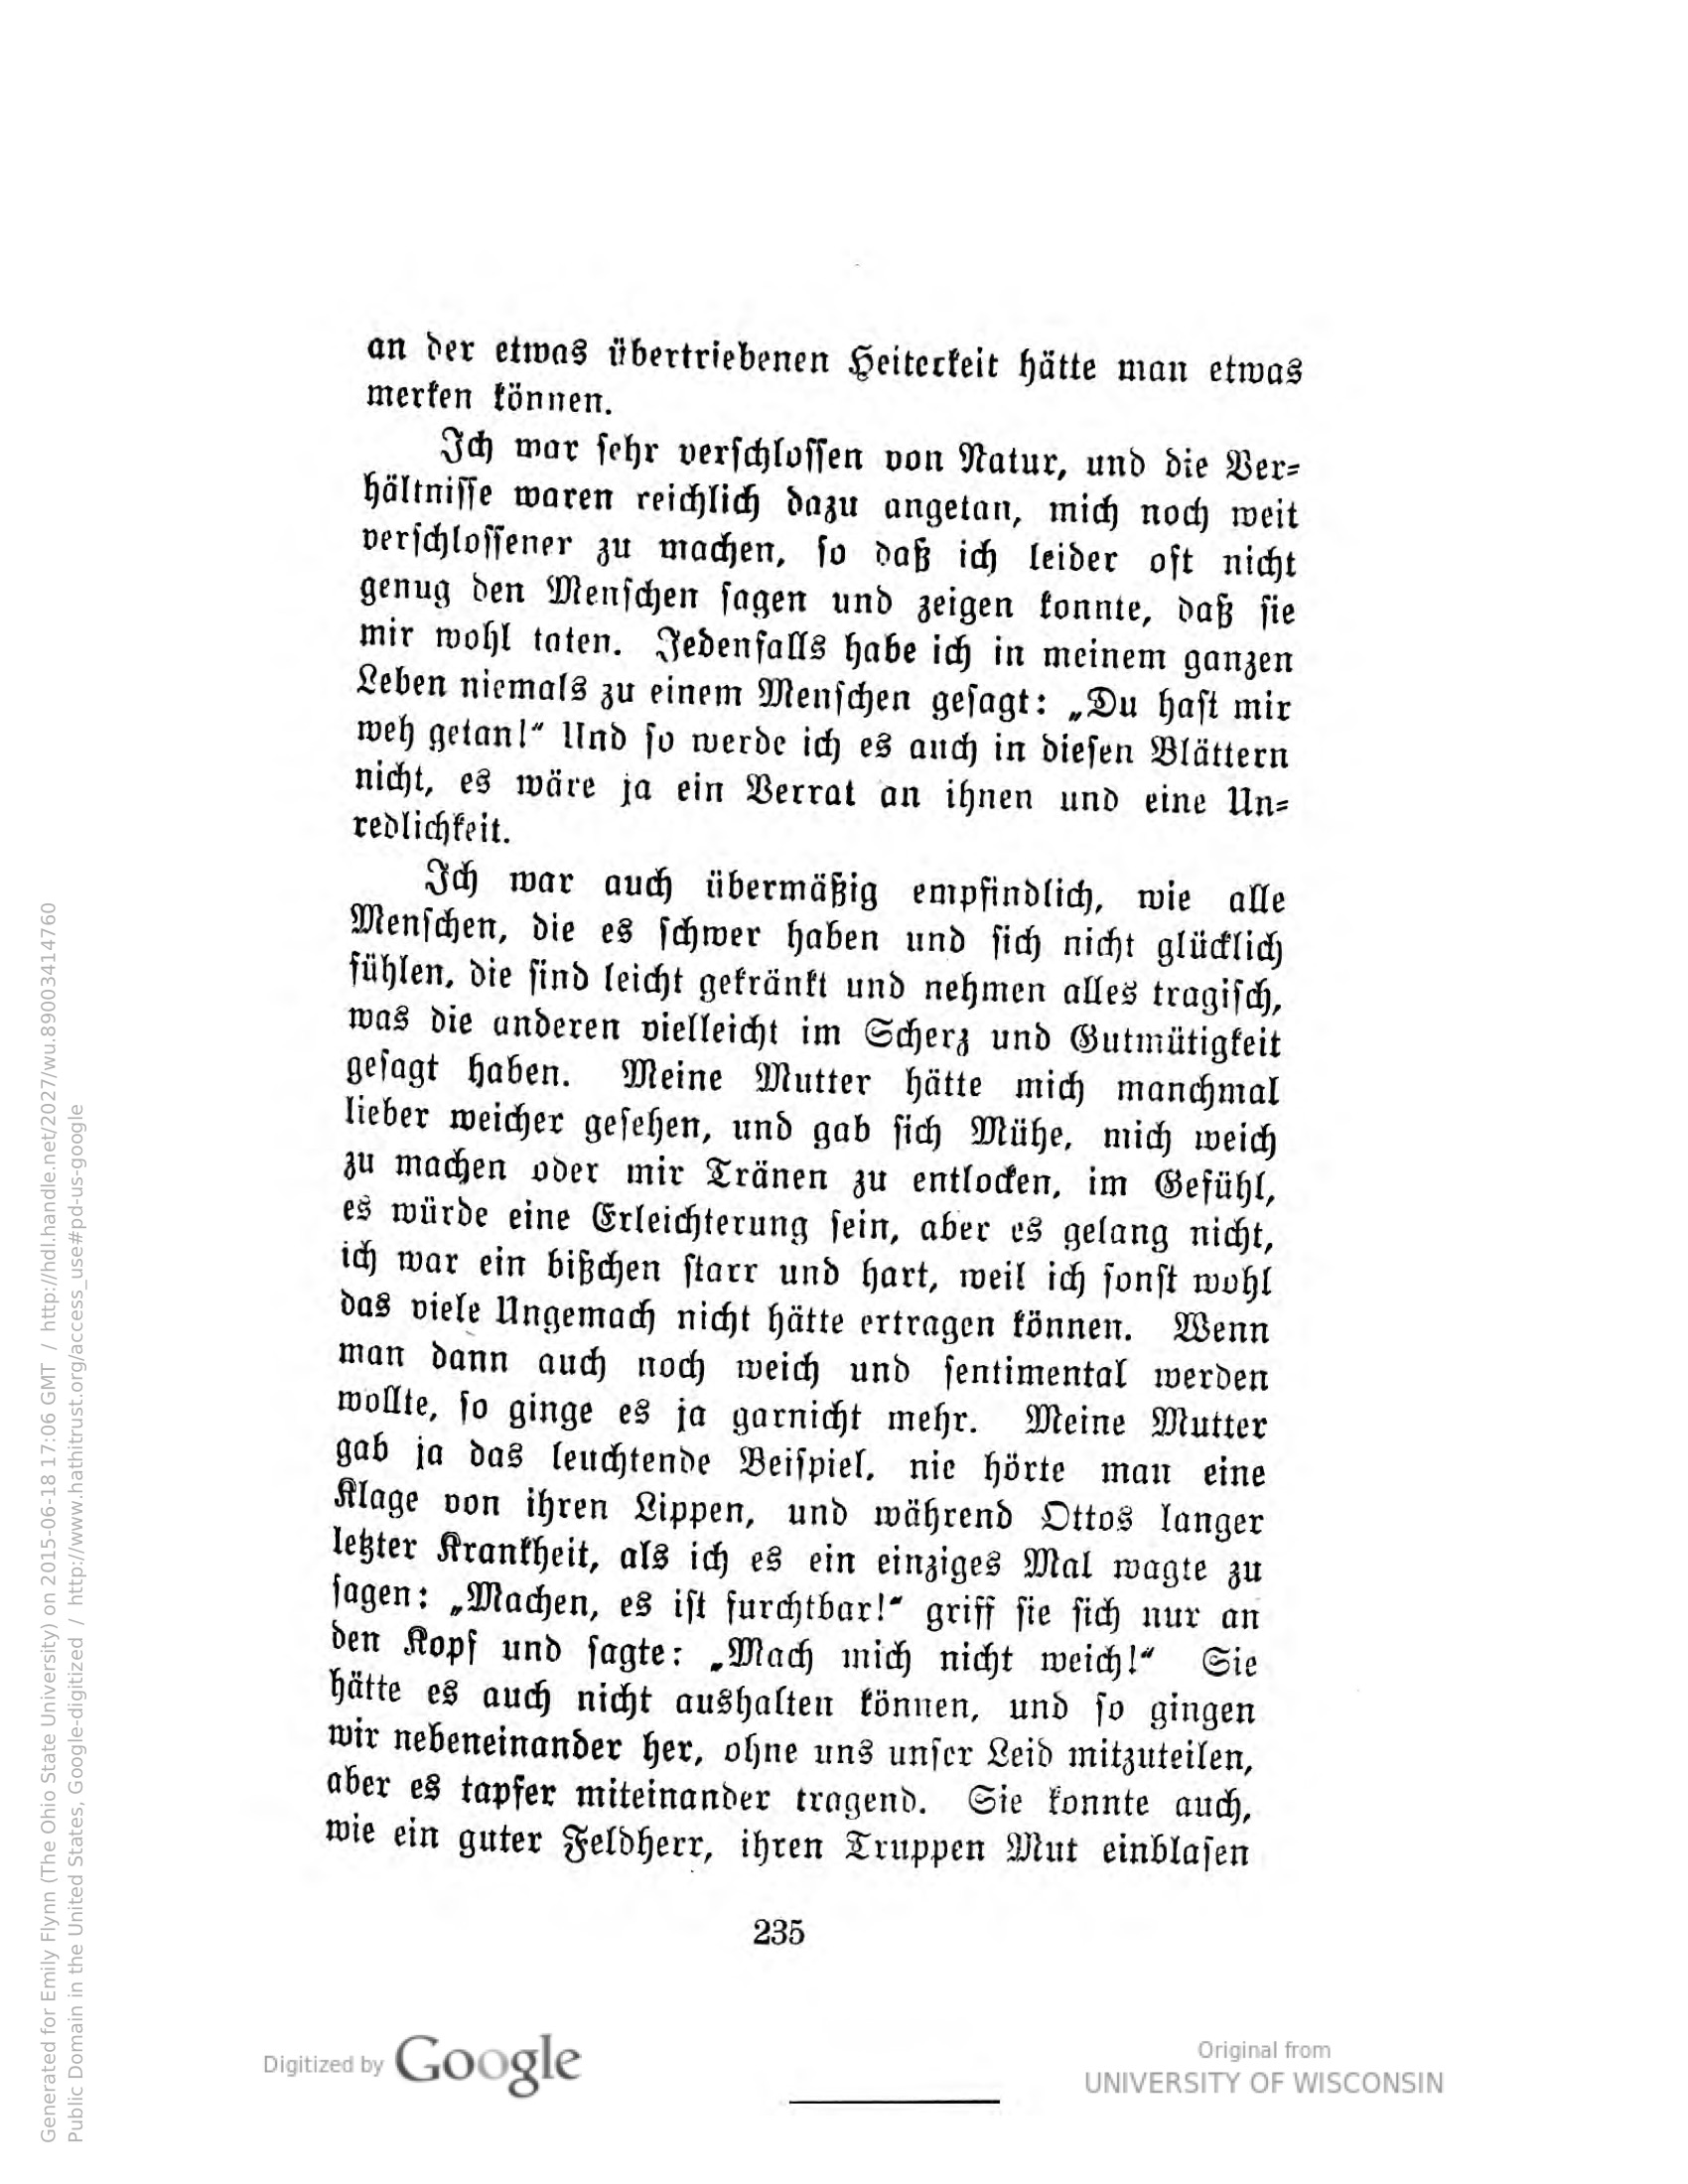 an der etwas übertriebenen Heiterkeit hätte man etwas
merken können.
Ich war sehr verschlossen von Natur, und die Ver=
hältnisse waren reichlich dazu angetan, mich noch weit
verschlossener zu machen, so daß ich leider oft nicht
genug den Menschen sagen und zeigen konnte, daß sie
mir wohl taten. Jedenfalls habe ich in meinem ganzen
Leben niemals zu einem Menschen gesagt: „Du hast mir
weh getan!“ Und so werde ich es auch in diesen Blättern
nicht, es wäre ja ein Verrat an ihnen und eine Un=
redlichkeit.
Ich war auch übermäßig empfindlich, wie alle
Menschen, die es schwer haben und sich nicht glücklich
fühlen, die sind leicht gekränkt und nehmen alles tragisch,
was die anderen vielleicht im Scherz und Gutmütigkeit
gesagt haben. Meine Mutter hätte mich manchmal
lieber weicher gesehen, und gab sich Mühe, mich weich
zu machen oder mir Tränen zu entlocken, im Gefühl,
es würde eine Erleichterung sein, aber es gelang nicht,
ich war ein bißchen starr und hart, weil ich sonst wohl
das viele Ungemach nicht hätte ertragen können. Wenn
man dann auch noch weich und sentimental werden
wollte, so ginge es ja garnicht mehr. Meine Mutter
gab ja das leuchtende Beispiel, nie hörte man eine
Klage von ihren Lippen, und während Ottos langer
letzter Krankheit, als ich es ein einziges Mal wagte zu
sagen: „Machen, es ist furchtbar!“ griff sie sich nur an
den Kopf und sagte: „Mach mich nicht weich!“ Sie
hätte es auch nicht aushalten können, und so gingen
wir nebeneinander her, ohne uns unser Leid mitzuteilen,
aber es tapfer miteinander tragend. Sie konnte auch,
wie ein guter Feldherr, ihren Truppen Mut einblasen
235
Digitized by Google
Original from
UNIVERSITY OF WISCONSIN
Generated for Emily Flynn (The Ohio State University) on 2015-06-18 17:06 GMT / http://hdl.handle.net/2027/wu.89003414760
Public Domain in the United States, Google-digitized / http://www.hathitrust.org/access_use#pd-us-google